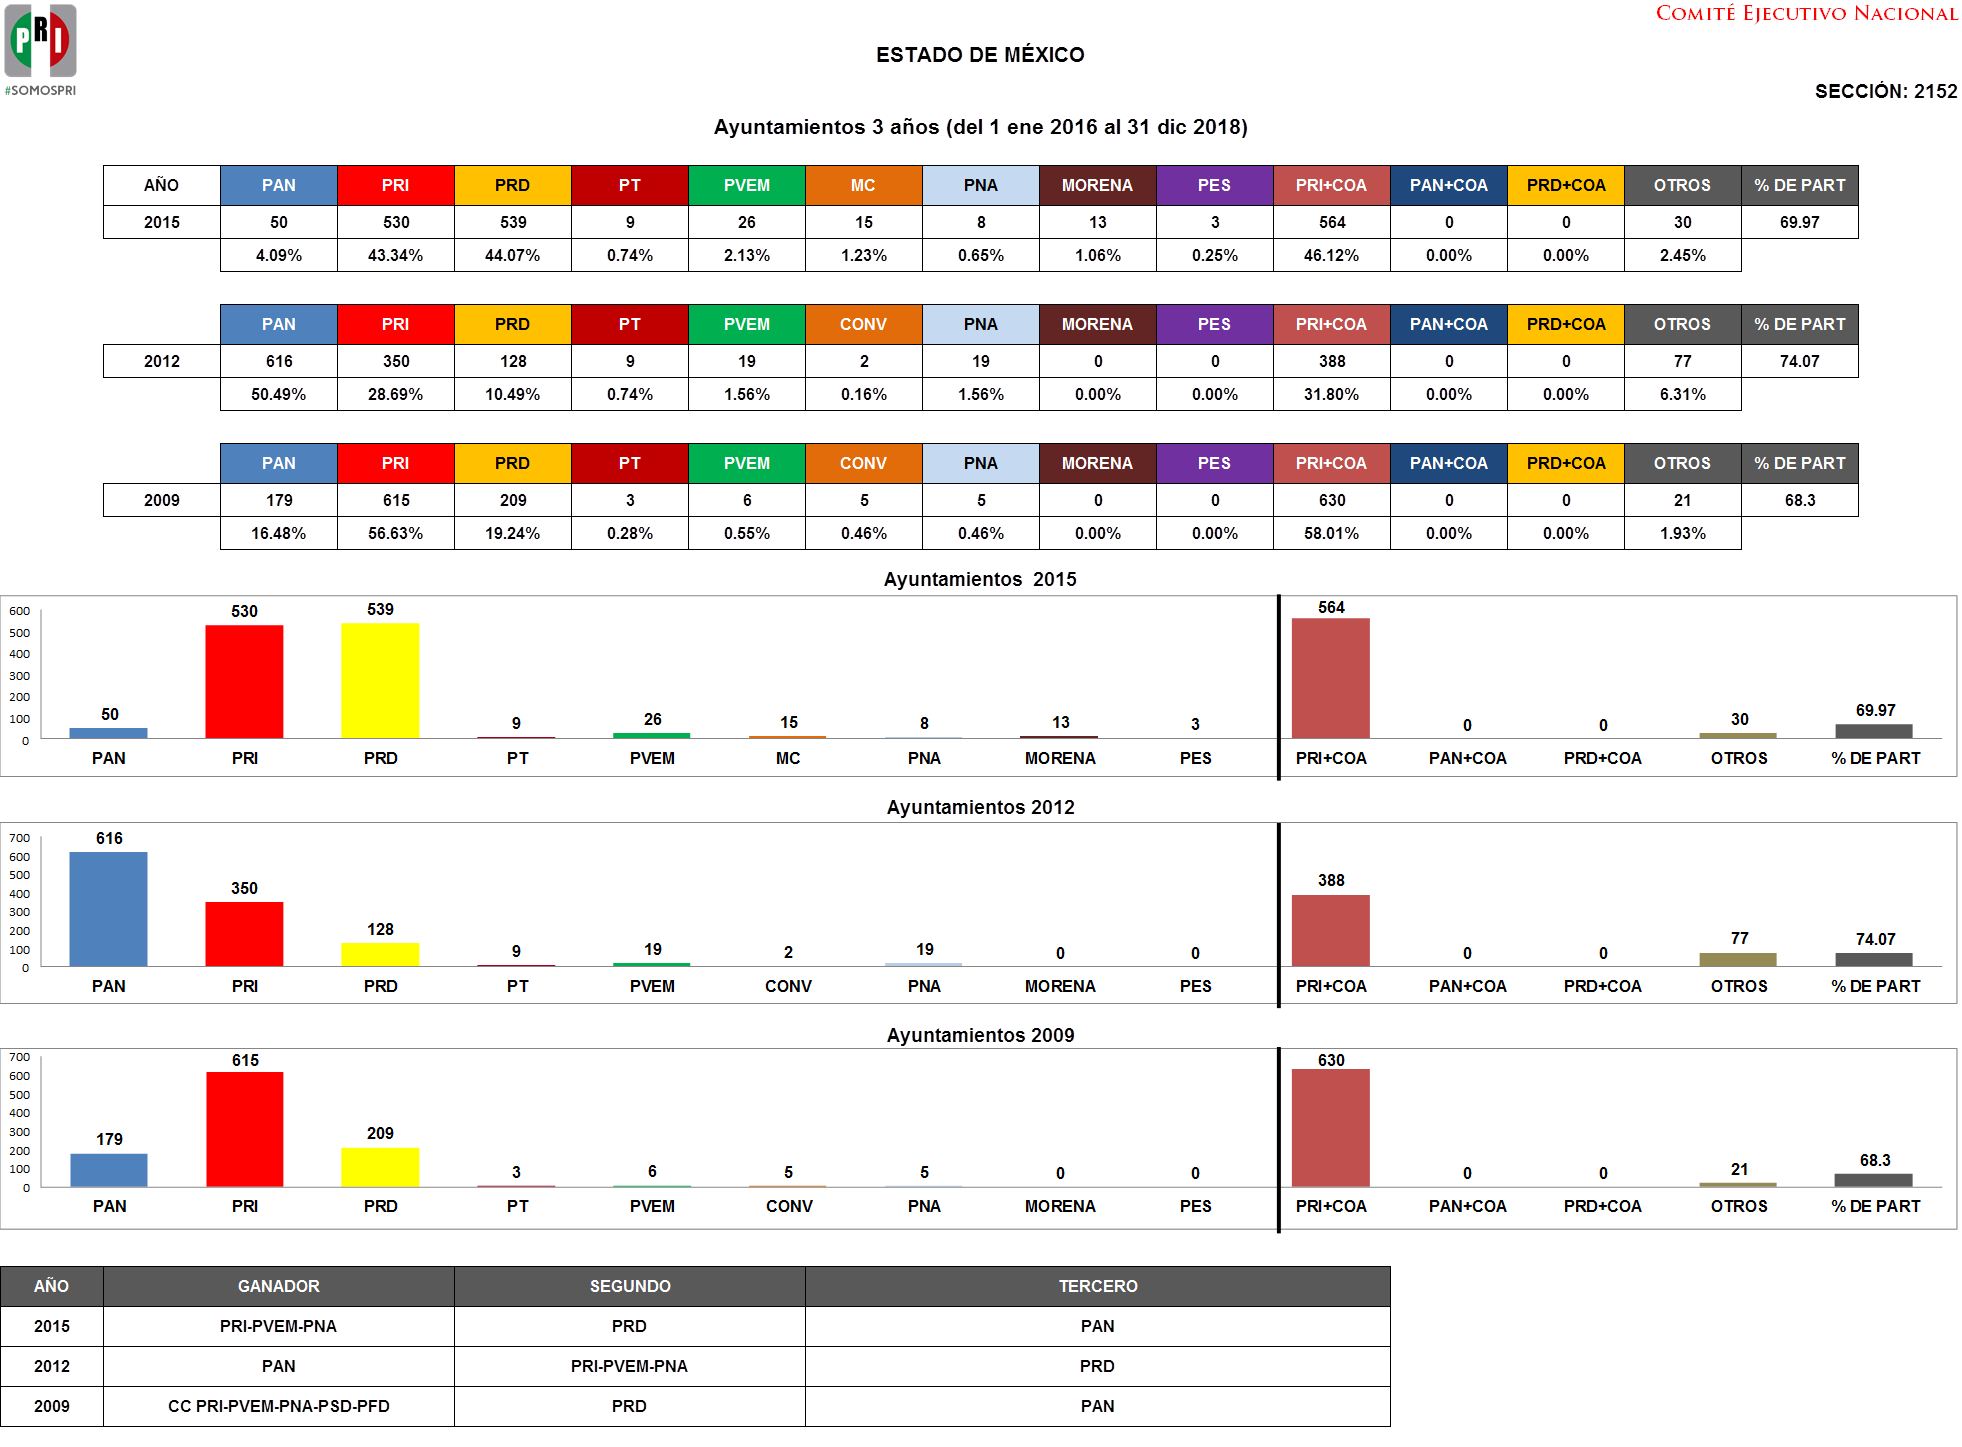 COMITÉ EJECUTIVO NACIONAL
PRI
#SOMOSPRI
ESTADO DE MÉXICO
SECCIÓN: 2152
Ayuntamientos 3 años (del 1 ene 2016 al 31 dic 2018)
AÑO PAN PRI PRD PT PVEM MC PNA MORENA PES PRI+COA PAN+COA PRD+COA OTROS % DE PART
2015 50 530 539 9 26 15 8 13 3 564 0 0 30 69.97
4.09% 43.34% 44.07% 0.74% 2.13% 1.23% 0.65% 1.06% 0.25% 46.12% 0.00% 0.00% 2.45%
PAN PRI PRD PT PVEM CONV PNA MORENA PES PRI+COA PAN+COA PRD+COA OTROS % DE PART
2012 616 350 128 9 19 2 19 0 0 388 0 0 77 74.07
50.49% 28.69% 10.49% 0.74% 1.56% 0.16% 1.56% 0.00% 0.00% 31.80% 0.00% 0.00% 6.31%
PAN PRI PRD PT PVEM CONV PNA MORENA PES PRI+COA PAN+COA PRD+COA OTROS % DE PART
2009 179 615 209 3 6 5 5 0 0 630 0 0 21 68.3
16.48% 56.63% 19.24% 0.28% 0.55% 0.46% 0.46% 0.00% 0.00% 58.01% 0.00% 0.00% 1.93%
Ayuntamientos 2015
600
500
400
300
200
100
0
50 530 539 9 26 15 8 13 3 564 0 0 30 69.97
PAN PRI PRD PT PVEM MC PNA MORENA PES PRI+COA PAN+COA PRD+COA OTROS % DE PART
Ayuntamientos 2012
700
600
500
400
300
200
100
0
616 350 128 9 19 2 19 0 0 388 0 0 77 74.07
PAN PRI PRD PT PVEM CONV PNA MORENA PES PRI+COA PAN+COA PRD+COA OTROS % DE PART
Ayuntamientos 2009
700
600
500
400
300
200
100
0
179 615 209 3 6 5 5 0 0 630 0 0 21 68.3
PAN PRI PRD PT PVEM CONV PNA MORENA PES PRI+COA PAN+COA PRD+COA OTROS % DE PART
AÑO GANADOR SEGUNDO TERCERO
2015 PRI-PVEM-PNA PRD PAN
2012 PAN PRI-PVEM-PNA PRD
2009 CC PRI-PVEM-PNA-PSD-PFD PRD PAN